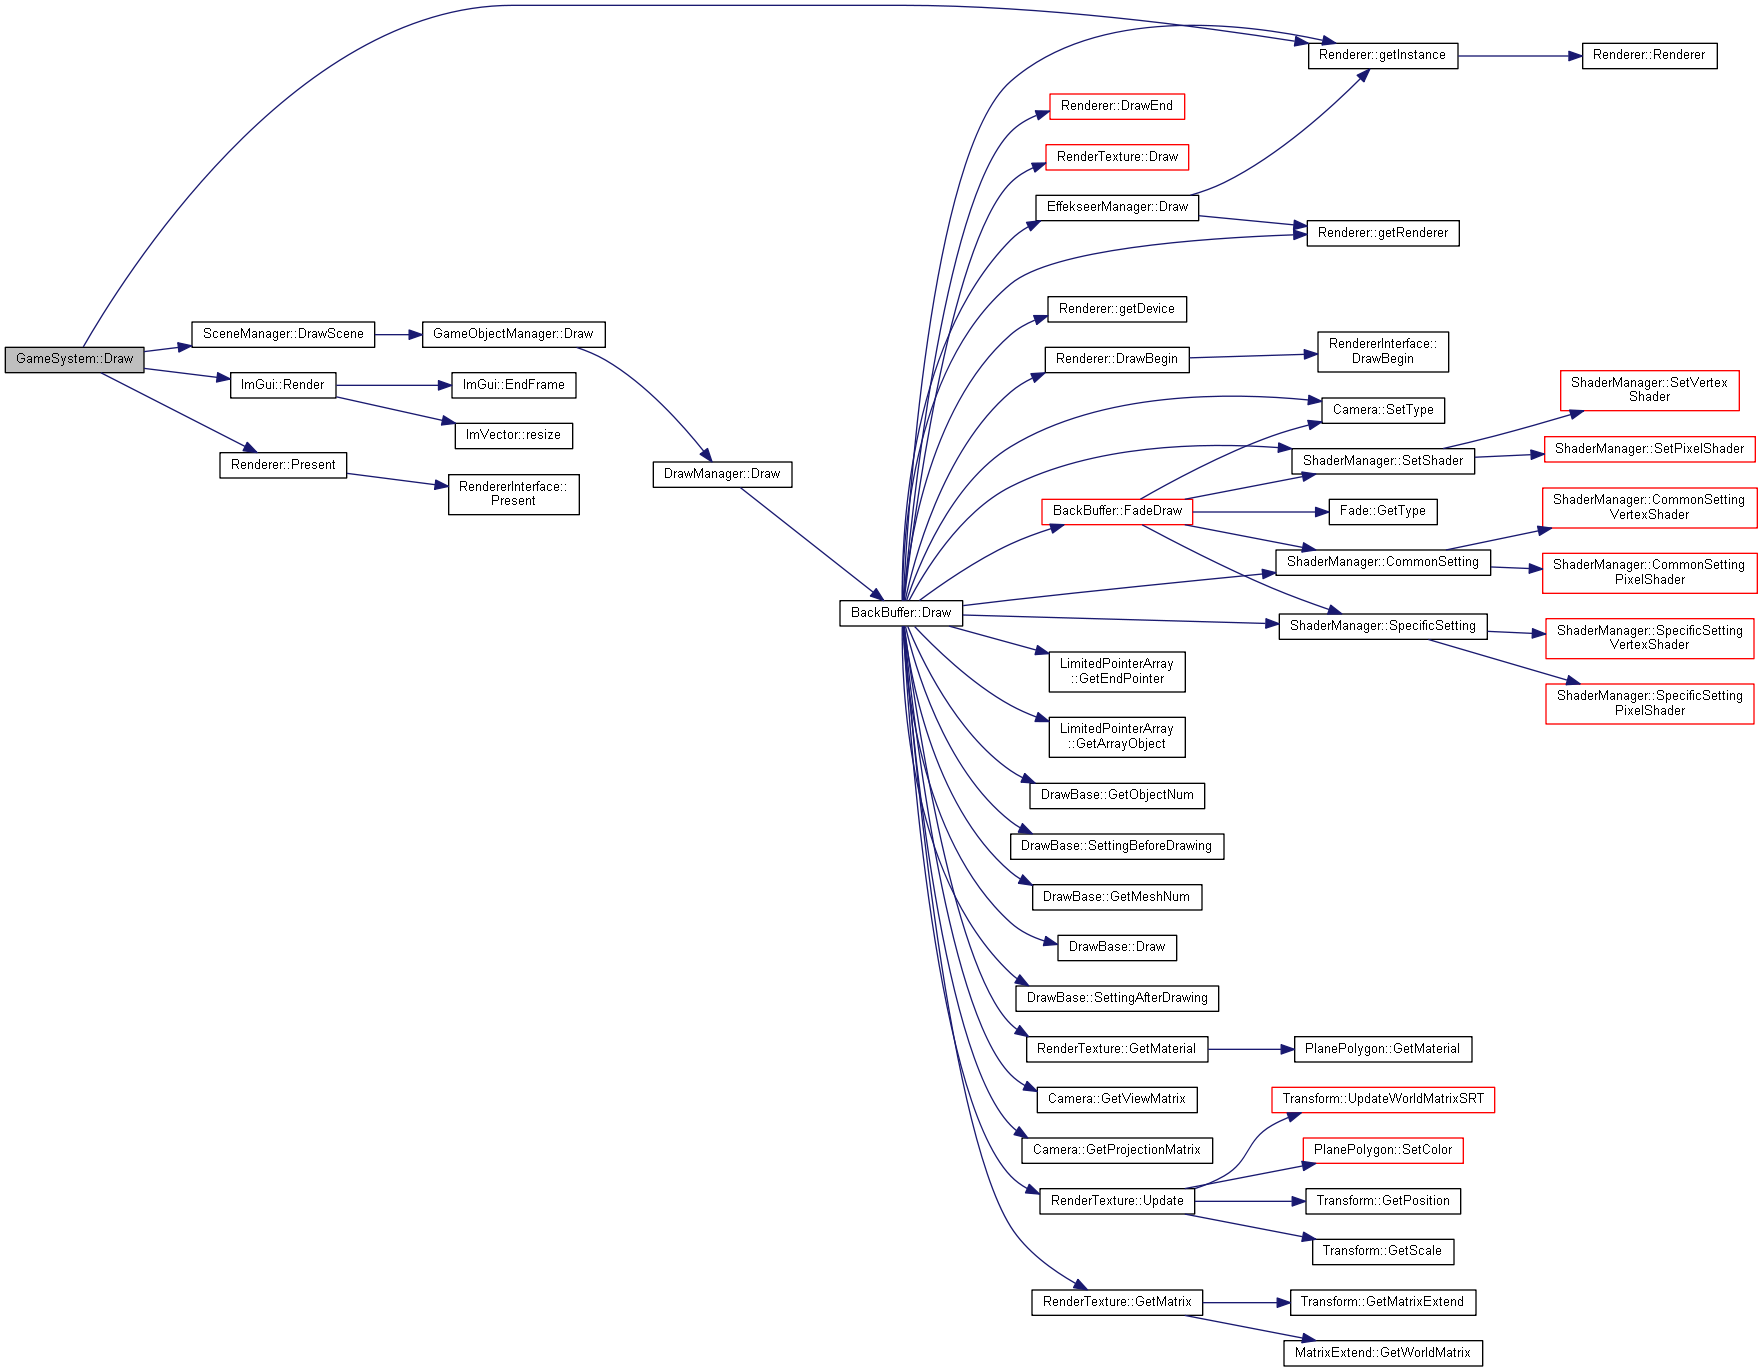 GameSystem::Draw
SceneManager::DrawScene
ImGui::Render
Renderer::Present
GameObjectManager::Draw
ImGui::EndFrame
ImVector::resize
RendererInterface::
Present
DrawManager::Draw
BackBuffer::Draw
Renderer::DrawEnd
RenderTexture::Draw
EffekseerManager::Draw
Renderer::getDevice
Renderer::DrawBegin
BackBuffer::FadeDraw
LimitedPointerArray
::GetEndPointer
LimitedPointerArray
::GetArrayObject
DrawBase::GetObjectNum
DrawBase::SettingBeforeDrawing
DrawBase::GetMeshNum
DrawBase::Draw
DrawBase::SettingAfterDrawing
RenderTexture::GetMaterial
Camera::GetViewMatrix
Camera::GetProjectionMatrix
RenderTexture::Update
RenderTexture::GetMatrix
Renderer::getInstance
Renderer::getRenderer
RendererInterface::
DrawBegin
Camera::SetType
ShaderManager::SetShader
Fade::GetType
ShaderManager::CommonSetting
ShaderManager::SpecificSetting
PlanePolygon::GetMaterial
Transform::UpdateWorldMatrixSRT
PlanePolygon::SetColor
Transform::GetPosition
Transform::GetScale
Transform::GetMatrixExtend
MatrixExtend::GetWorldMatrix
Renderer::Renderer
ShaderManager::SetVertex
Shader
ShaderManager::SetPixelShader
ShaderManager::CommonSetting
VertexShader
ShaderManager::CommonSetting
PixelShader
ShaderManager::SpecificSetting
VertexShader
ShaderManager::SpecificSetting
PixelShader